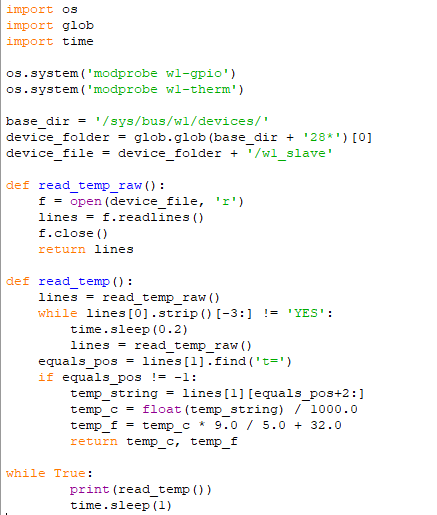 import os
import glob
import time

os.system('modprobe w1-gpio')
os.system('modprobe w1-therm')

base_dir = '/sys/bus/w1/devices/'
device_folder = glob.glob(base_dir + '28*')[0]
device_file = device_folder + '/w1_slave'

def read_temp_raw():
    f = open(device_file, 'r')
    lines = f.readlines()
    f.close()
    return lines

def read_temp():
    lines = read_temp_raw()
    while lines[0].strip()[-3:] != 'YES':
        time.sleep(0.2)
        lines = read_temp_raw()
    equals_pos = lines[1].find('t=')
    if equals_pos != -1:
        temp_string = lines[1][equals_pos+2:]
        temp_c = float(temp_string) / 1000.0
        temp_f = temp_c * 9.0 / 5.0 + 32.0
        return temp_c, temp_f

while True:
        print(read_temp())
        time.sleep(1)